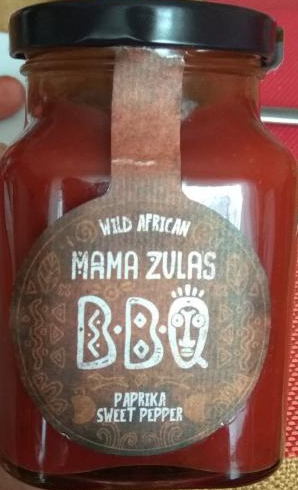 WILD AFRICAN
MAMA ZULAS
B·B·Q
PAPRIKA
SWEET PEPPER